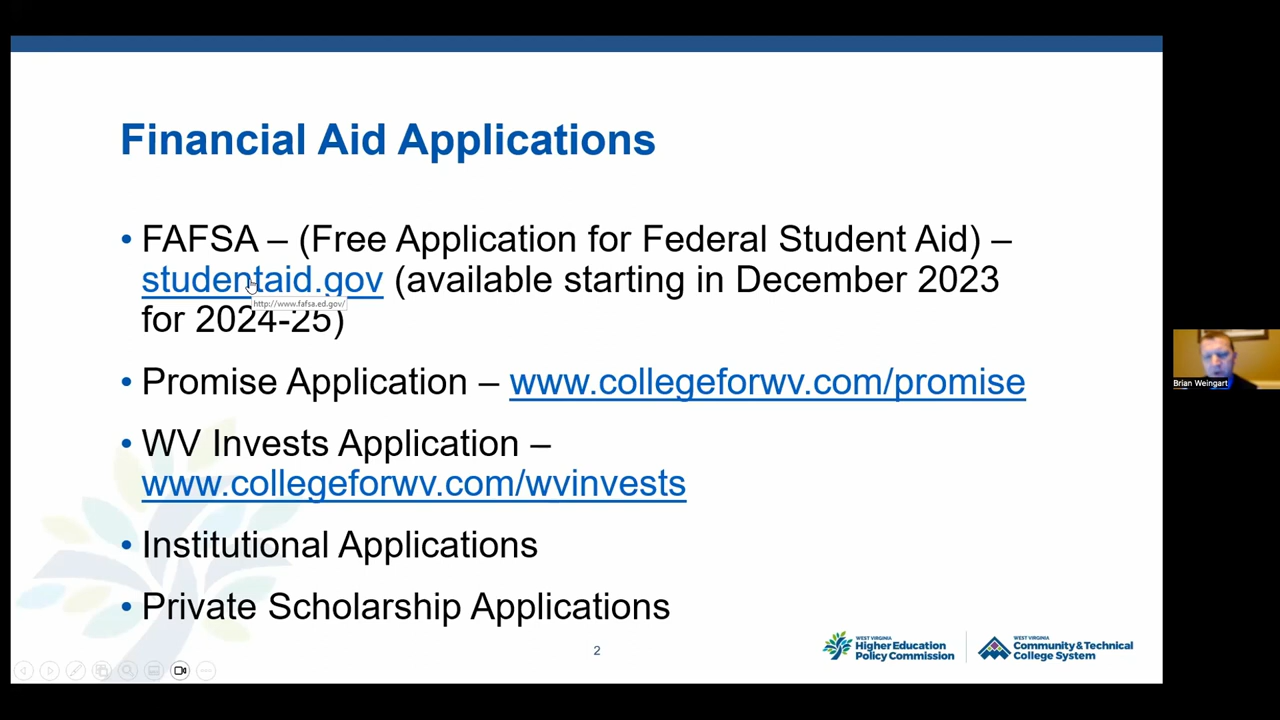 Financial Aid Applications
• FAFSA – (Free Application for Federal Student Aid) –
studentaid.gov (available starting in December 2023
http://www.fafsa.ed.gov/
for 2024-25)
• Promise Application – www.collegeforwv.com/promise
• WV Invests Application –
www.collegeforwv.com/wvinvests
• Institutional Applications
• Private Scholarship Applications
2
WEST VIRGINIA
Higher Education
Policy Commission
WEST VIRGINIA
Community & Technical
College System
Brian Weingart